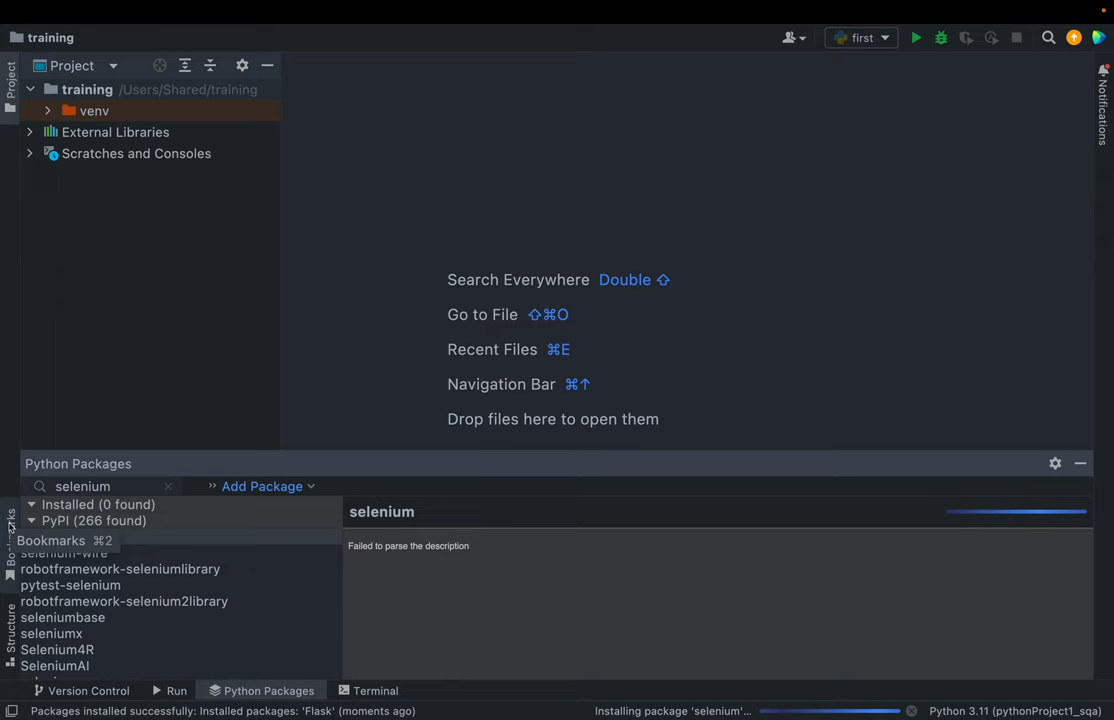 training
first
Project
Project
training /Users/Shared/training
venv
External Libraries
Scratches and Consoles
Notifications
Search Everywhere Double ⇧
Go to File ⇧⌘O
Recent Files ⌘E
Navigation Bar ⌘↑
Drop files here to open them
Python Packages
selenium
Add Package
Installed (0 found)
PyPI (266 found)
Bookmarks ⌘2
selenium-wire
robotframework-seleniumlibrary
pytest-selenium
robotframework-selenium2library
seleniumbase
seleniumx
Selenium4R
SeleniumAI
selenium
Failed to parse the description
Structure
Version Control
Run
Python Packages
Terminal
Packages installed successfully: Installed packages: 'Flask' (moments ago)
Installing package 'selenium'...
Python 3.11 (pythonProject1_sqa)